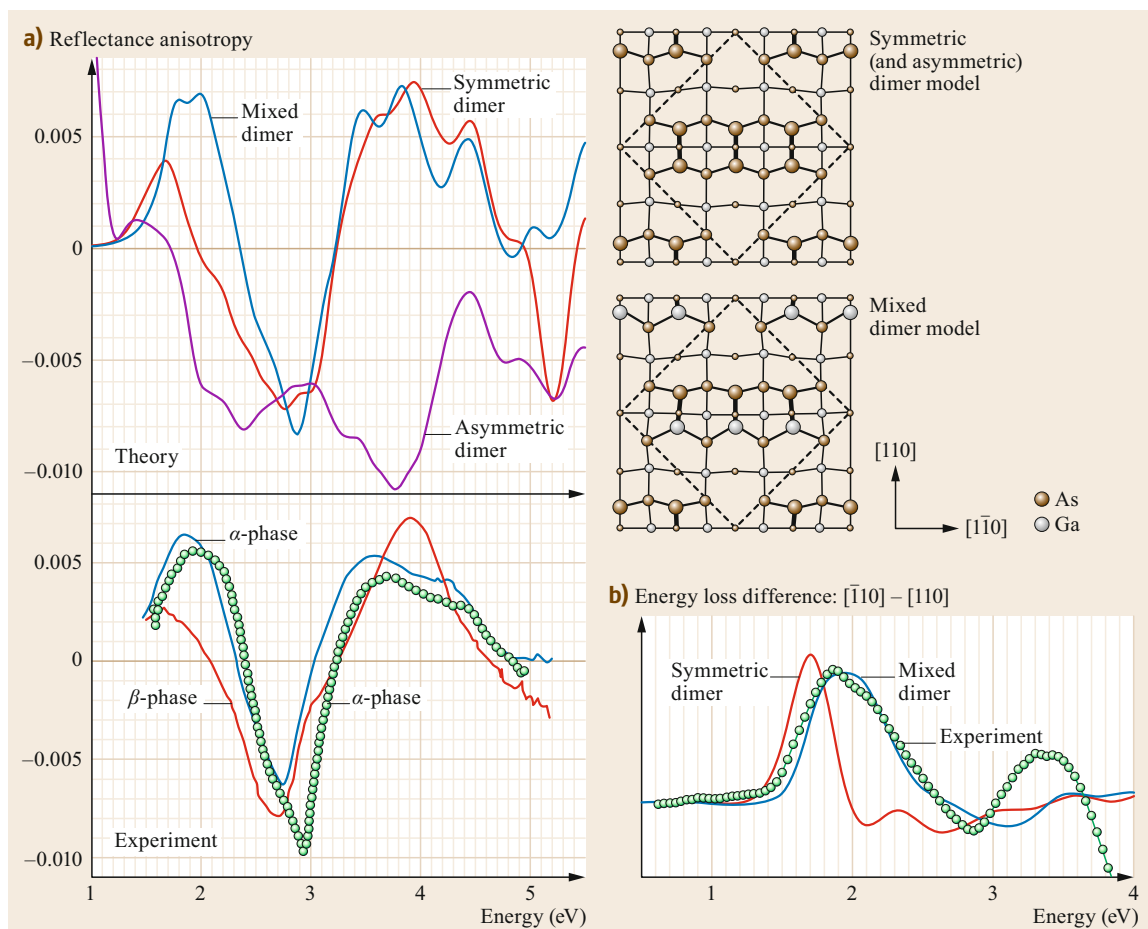 a) Reflectance anisotropy
0.005
0
−0.005
−0.010
Mixed
dimer
Symmetric
dimer
Asymmetric
dimer
Theory
0.005
0
−0.005
−0.010
α-phase
β-phase
α-phase
Experiment
1
2
3
4
5
Energy (eV)
Symmetric
(and asymmetric)
dimer model
Mixed
dimer model
[110]
[11̄0]
As
Ga
b) Energy loss difference: [1̄10] – [110]
Symmetric
dimer
Mixed
dimer
Experiment
1
2
3
4
Energy (eV)